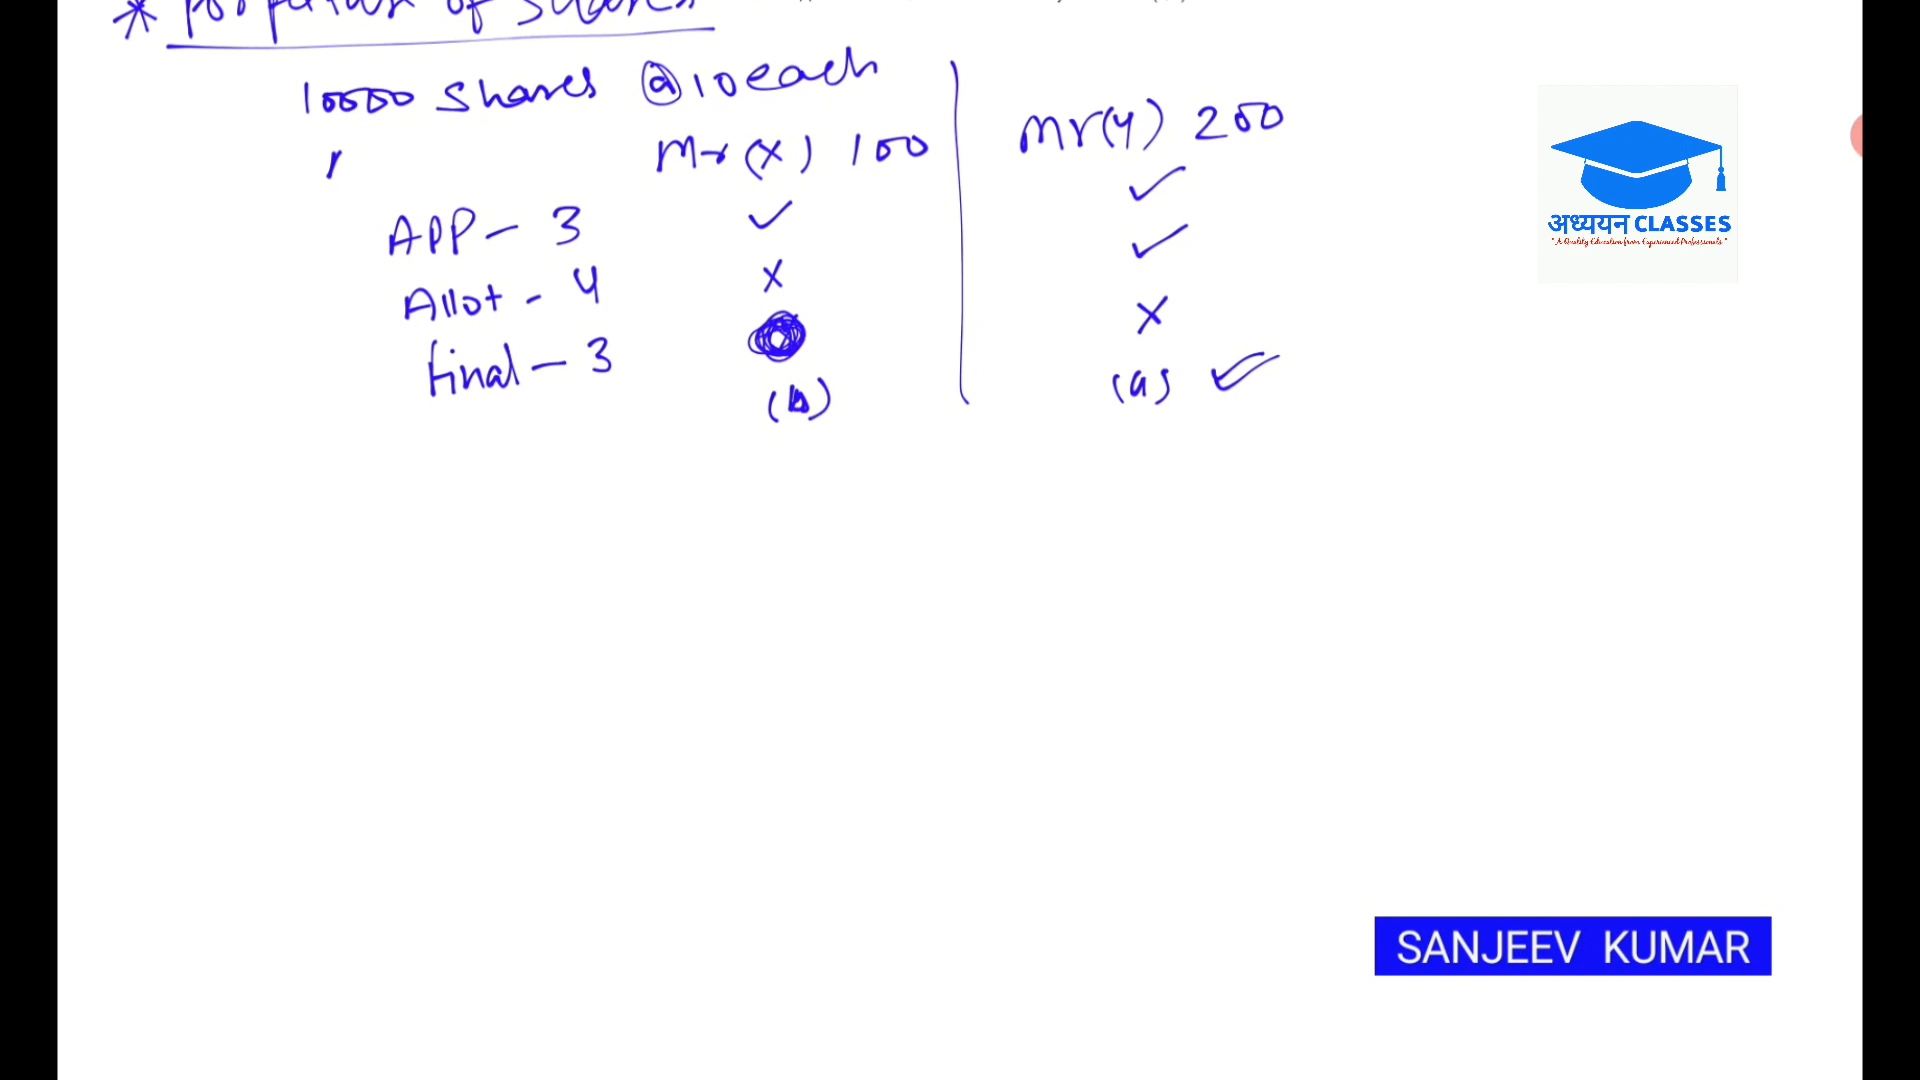 * of shares
10000 shares @10 each
Mr (X) 100
Mr(Y) 200
APP - 3 ✓ ✓
Allot - 4 X ✓
final - 3 X
(b) (a) ✓
अध्ययन CLASSES
"A Quality Education from Experienced Professionals"
SANJEEV KUMAR